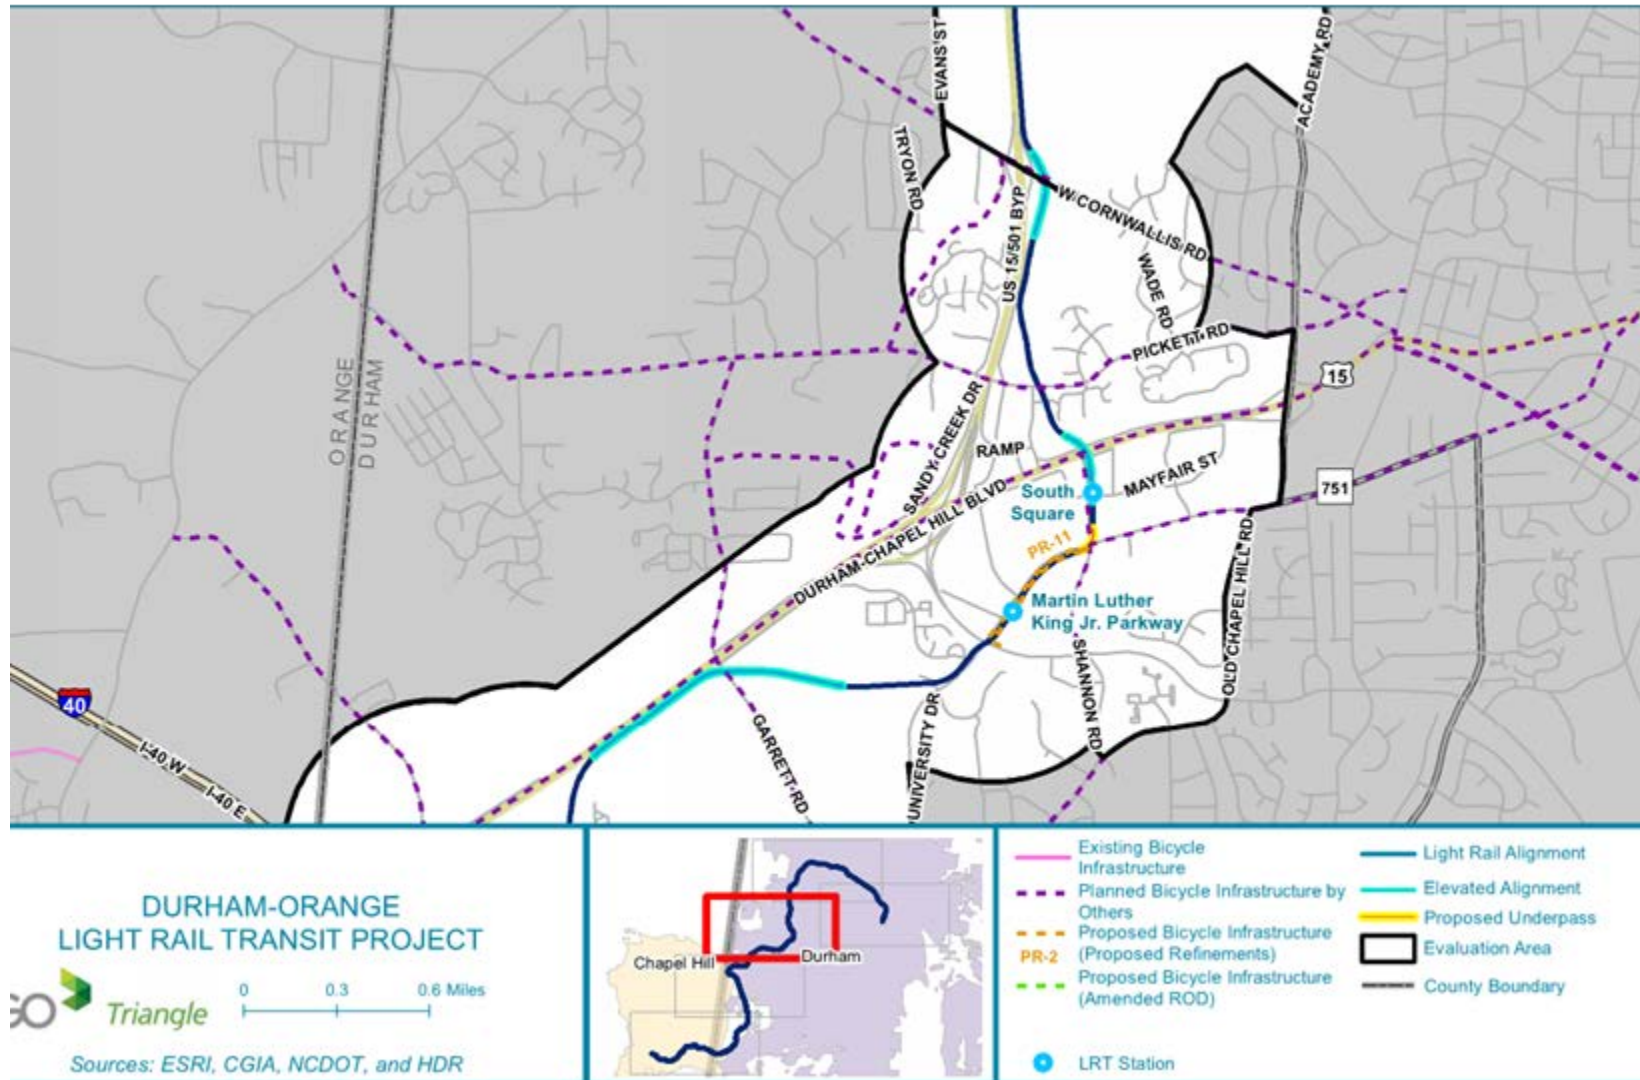 EVANS ST
ACADEMY RD
TRYON RD
US 15/501 BYP
W CORNWALLIS RD
WADE RD
PICKETT RD
ORANGE
DURHAM
15
SANDY CREEK DR
RAMP
MAYFAIR ST
751
South
Square
DURHAM-CHAPEL HILL BLVD
PR-11
OLD CHAPEL HILL RD
Martin Luther
King Jr. Parkway
SHANNON RD
40
I-40 W
I-40 E
GARRETT RD
UNIVERSITY DR
DURHAM-ORANGE
LIGHT RAIL TRANSIT PROJECT
GO Triangle
0 0.3 0.6 Miles
Sources: ESRI, CGIA, NCDOT, and HDR
Chapel Hill
Durham
Existing Bicycle
Infrastructure
Planned Bicycle Infrastructure by
Others
Proposed Bicycle Infrastructure
PR-2 (Proposed Refinements)
Proposed Bicycle Infrastructure
(Amended ROD)
LRT Station
Light Rail Alignment
Elevated Alignment
Proposed Underpass
Evaluation Area
County Boundary